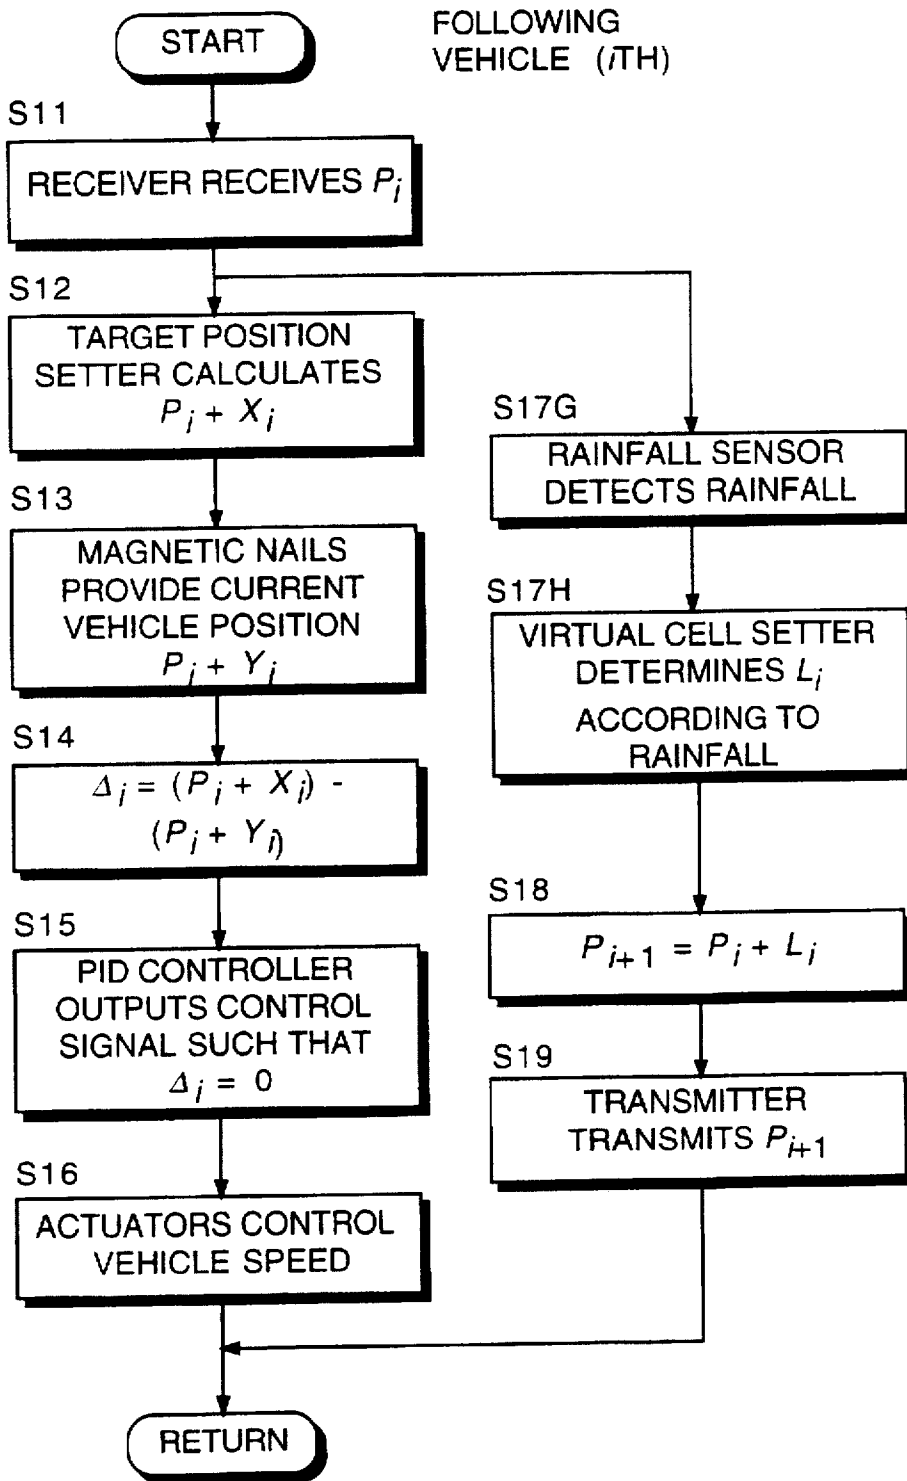 START
FOLLOWING
VEHICLE (iTH)
S11
RECEIVER RECEIVES Pi
S12
TARGET POSITION
SETTER CALCULATES
Pi + Xi
S13
MAGNETIC NAILS
PROVIDE CURRENT
VEHICLE POSITION
Pi + Yi
S14
Δi = (Pi + Xi) -
(Pi + Yi)
S15
PID CONTROLLER
OUTPUTS CONTROL
SIGNAL SUCH THAT
Δi = 0
S16
ACTUATORS CONTROL
VEHICLE SPEED
S17G
RAINFALL SENSOR
DETECTS RAINFALL
S17H
VIRTUAL CELL SETTER
DETERMINES Li
ACCORDING TO
RAINFALL
S18
Pi+1 = Pi + Li
S19
TRANSMITTER
TRANSMITS Pi+1
RETURN